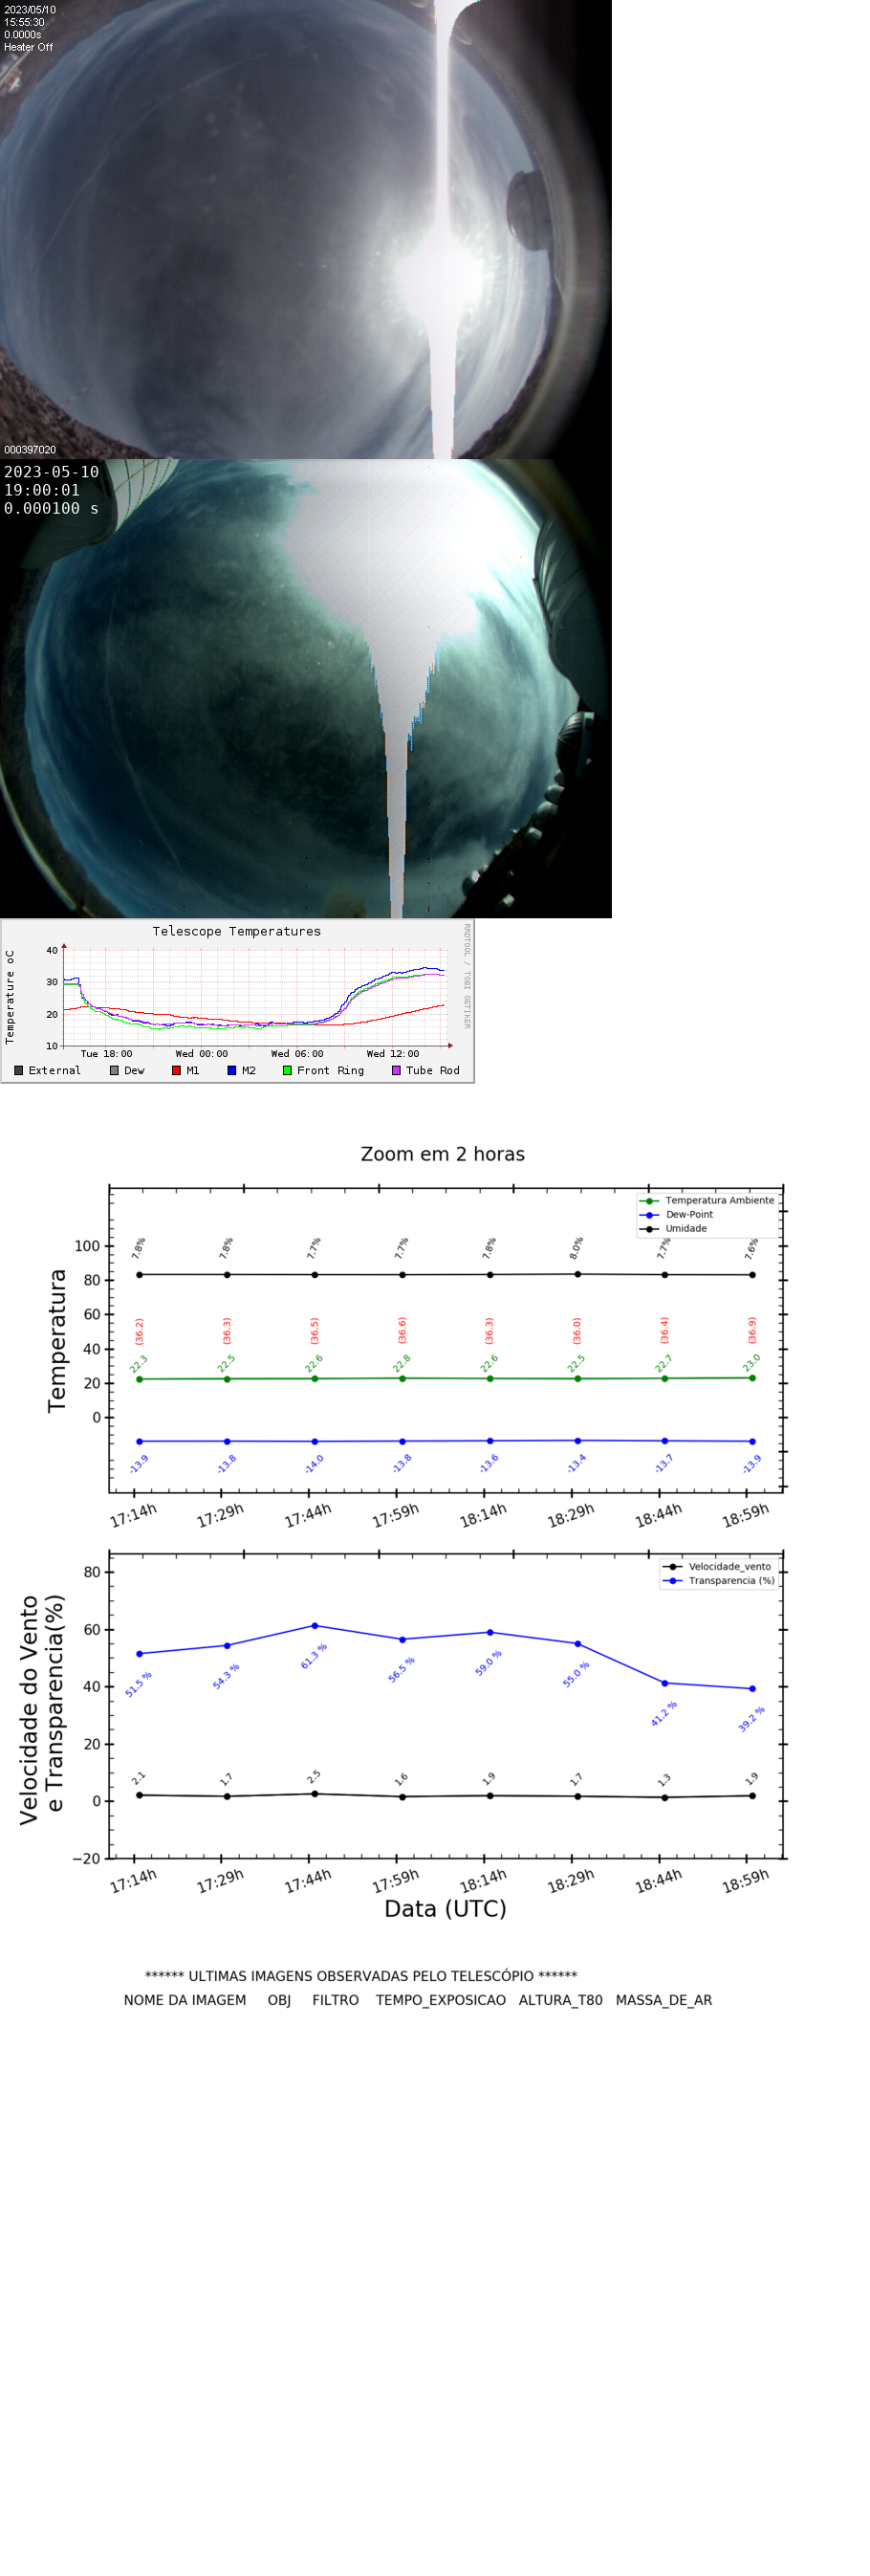 2023/05/10
15:55:30
0.0000s
Heater Off
000397020
2023-05-10
19:00:01
0.000100 s
Telescope Temperatures
RRDTOOL / TOBI OETIKER
Temperature oC
40
30
20
10
Tue 18:00 Wed 00:00 Wed 06:00 Wed 12:00
External Dew M1 M2 Front Ring Tube Rod
Zoom em 2 horas
Temperatura Ambiente
Dew-Point
Umidade
Temperatura
100
80
60
40
20
0
7.8% 7.8% 7.7% 7.7% 7.8% 8.0% 7.7% 7.6%
(36.2) (36.3) (36.5) (36.6) (36.3) (36.0) (36.4) (36.9)
22.3 22.5 22.6 22.8 22.6 22.5 22.7 23.0
-13.9 -13.8 -14.0 -13.8 -13.6 -13.4 -13.7 -13.9
17:14h 17:29h 17:44h 17:59h 18:14h 18:29h 18:44h 18:59h
Velocidade_vento
Transparencia (%)
Velocidade do Vento
e Transparencia(%)
80
60
40
20
0
−20
51.5 % 54.3 % 61.3 % 56.5 % 59.0 % 55.0 % 41.2 % 39.2 %
2.1 1.7 2.5 1.6 1.9 1.7 1.3 1.9
17:14h 17:29h 17:44h 17:59h 18:14h 18:29h 18:44h 18:59h
Data (UTC)
****** ULTIMAS IMAGENS OBSERVADAS PELO TELESCÓPIO ******
NOME DA IMAGEM OBJ FILTRO TEMPO_EXPOSICAO ALTURA_T80 MASSA_DE_AR